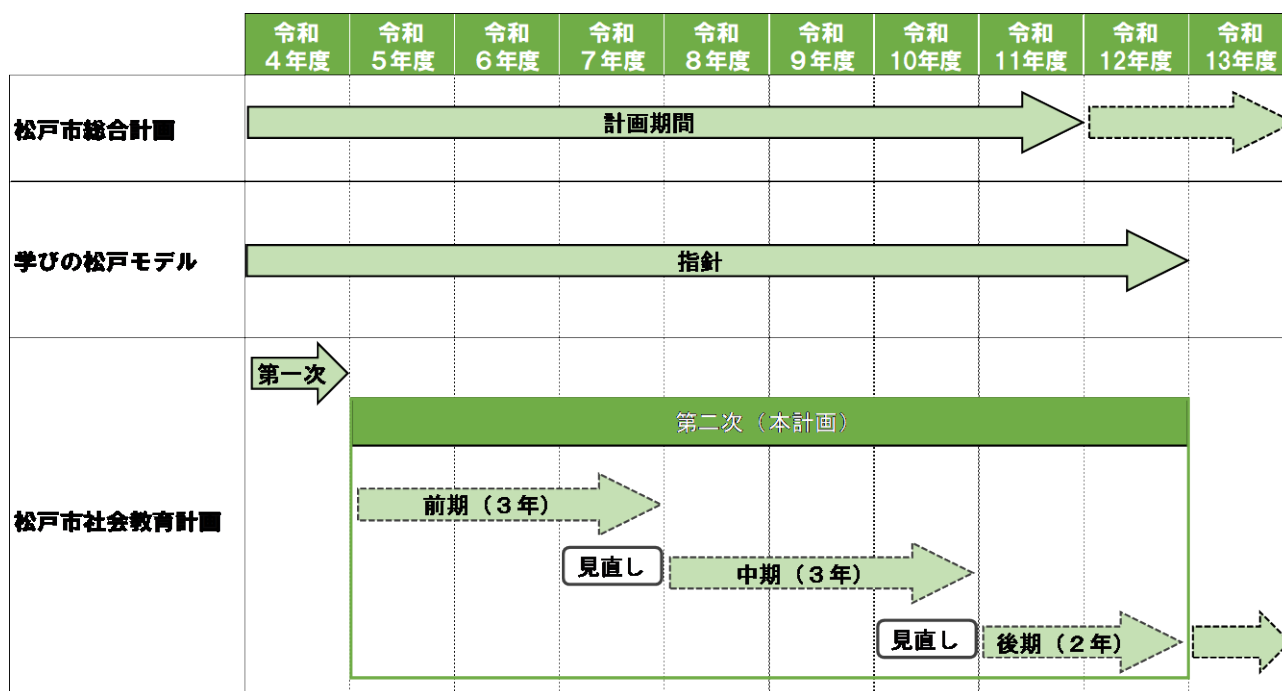 令和
4年度
令和
5年度
令和
6年度
令和
7年度
令和
8年度
令和
9年度
令和
10年度
令和
11年度
令和
12年度
令和
13年度
松戸市総合計画
計画期間
学びの松戸モデル
指針
松戸市社会教育計画
第一次
第二次(本計画)
前期(3年)
見直し
中期(3年)
見直し
後期(2年)